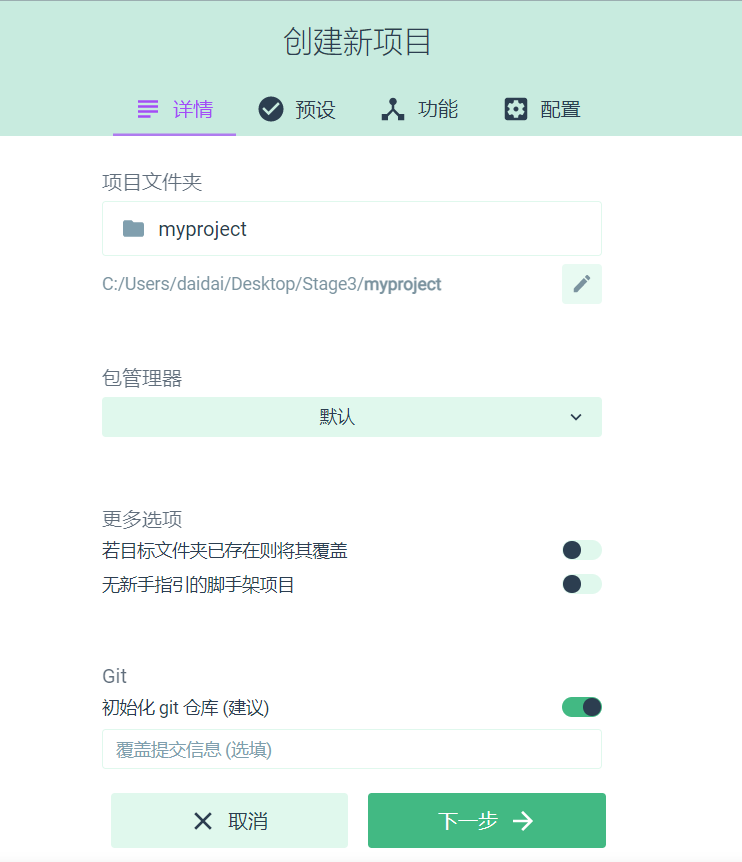 创建新项目
详情 预设 功能 配置
项目文件夹
myproject
C:/Users/daidai/Desktop/Stage3/myproject
包管理器
默认
更多选项
若目标文件夹已存在则将其覆盖
无新手指引的脚手架项目
Git
初始化 git 仓库 (建议)
覆盖提交信息 (选填)
取消 下一步